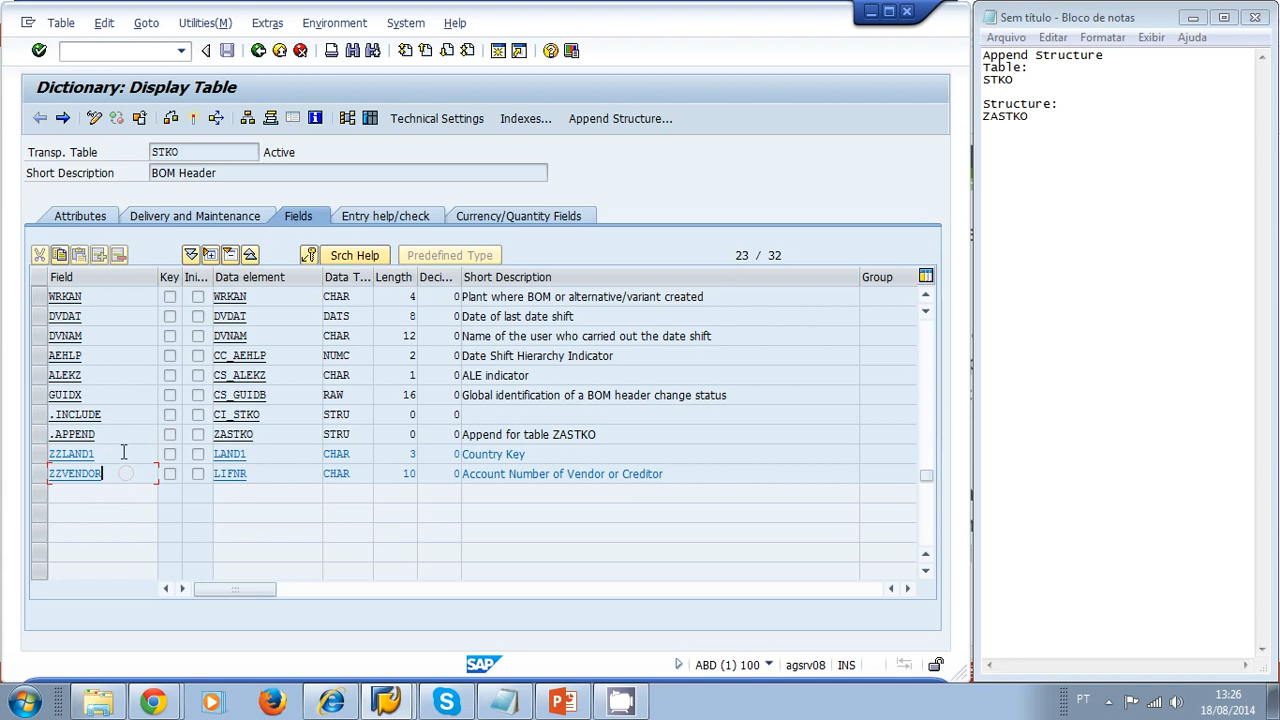 Table Edit Goto Utilities(M) Extras Environment System Help
Dictionary: Display Table
Technical Settings Indexes... Append Structure...
Transp. Table STKO Active
Short Description BOM Header
Attributes Delivery and Maintenance Fields Entry help/check Currency/Quantity Fields
Srch Help Predefined Type 23 / 32
Field Key Ini... Data element Data T... Length Deci... Short Description Group
WRKAN WRKAN CHAR 4 0 Plant where BOM or alternative/variant created
DVDAT DVDAT DATS 8 0 Date of last date shift
DVNAM DVNAM CHAR 12 0 Name of the user who carried out the date shift
AEHLP CC_AEHLP NUMC 2 0 Date Shift Hierarchy Indicator
ALEKZ CS_ALEKZ CHAR 1 0 ALE indicator
GUIDX CS_GUIDB RAW 16 0 Global identification of a BOM header change status
.INCLUDE CI_STKO STRU 0 0
.APPEND ZASTKO STRU 0 0 Append for table ZASTKO
ZZLAND1 LAND1 CHAR 3 0 Country Key
ZZVENDOR LIFNR CHAR 10 0 Account Number of Vendor or Creditor
SAP ABD (1) 100 agsrv08 INS
Sem título - Bloco de notas
Arquivo Editar Formatar Exibir Ajuda
Append Structure
Table:
STKO
Structure:
ZASTKO
PT 13:26
18/08/2014